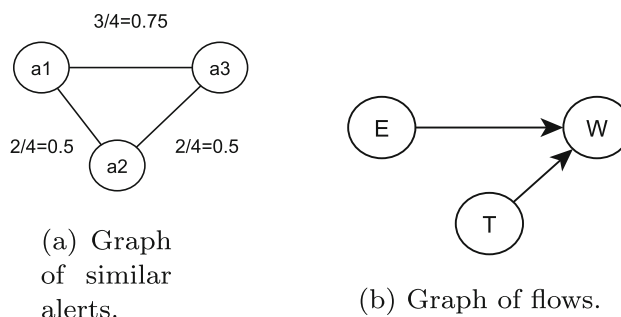 3/4=0.75
a1
a3
2/4=0.5
2/4=0.5
a2
(a) Graph
of similar
alerts.
E
W
T
(b) Graph of flows.